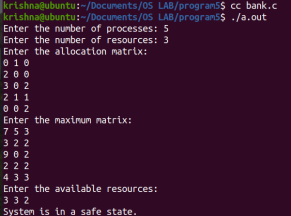 krishna@ubuntu:~/Documents/OS LAB/program5$ cc bank.c
krishna@ubuntu:~/Documents/OS LAB/program5$ ./a.out
Enter the number of processes: 5
Enter the number of resources: 3
Enter the allocation matrix:
0 1 0
2 0 0
3 0 2
2 1 1
0 0 2
Enter the maximum matrix:
7 5 3
3 2 2
9 0 2
2 2 2
4 3 3
Enter the available resources:
3 3 2
System is in a safe state.